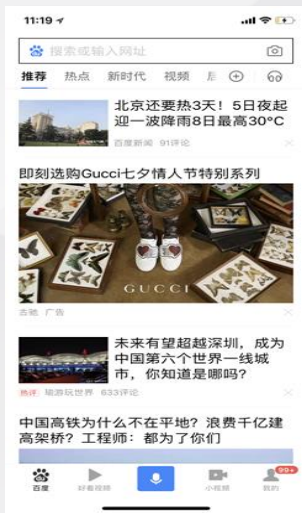 11:19
搜索或输入网址
推荐 热点 新时代 视频
北京还要热3天！5日夜起
迎一波降雨8日最高30°C
百度新闻 91评论
即刻选购Gucci七夕情人节特别系列
GUCCI
古驰 广告
未来有望超越深圳，成为
中国第六个世界一线城
市，你知道是哪吗？
热评 瑜游玩世界 633评论
中国高铁为什么不在平地？浪费千亿建
高架桥？工程师：都为了你们
99+
百度 好看视频 小视频 我的